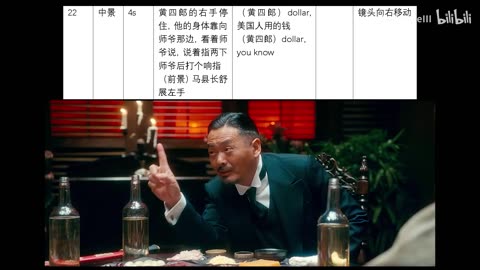 22
中景
4s
黄四郎的右手停
住，他的身体靠向
师爷那边，看着师
爷说，说着指两下
师爷后打个响指
（前景）马县长舒
展左手
（黄四郎）dollar,
美国人用的钱
（黄四郎）dollar,
you know
镜头向右移动
elll
bilibili